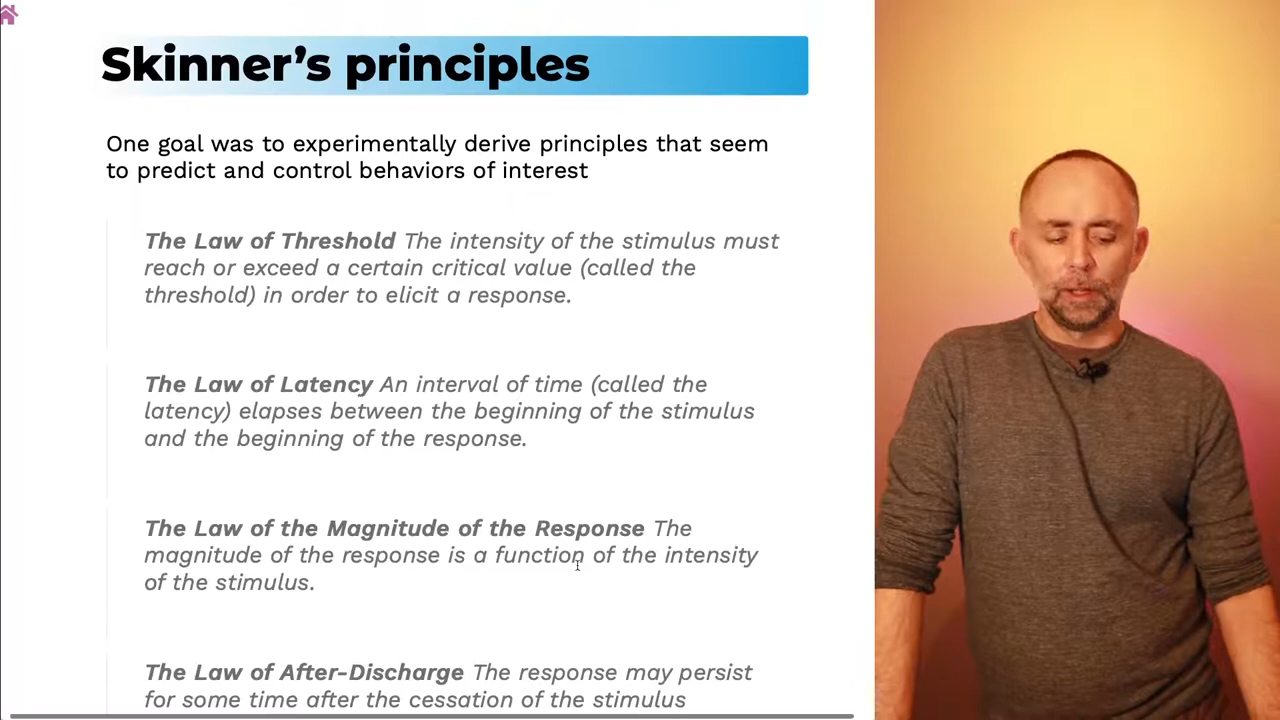 Skinner’s principles
One goal was to experimentally derive principles that seem
to predict and control behaviors of interest
The Law of Threshold The intensity of the stimulus must
reach or exceed a certain critical value (called the
threshold) in order to elicit a response.
The Law of Latency An interval of time (called the
latency) elapses between the beginning of the stimulus
and the beginning of the response.
The Law of the Magnitude of the Response The
magnitude of the response is a function of the intensity
of the stimulus.
The Law of After-Discharge The response may persist
for some time after the cessation of the stimulus